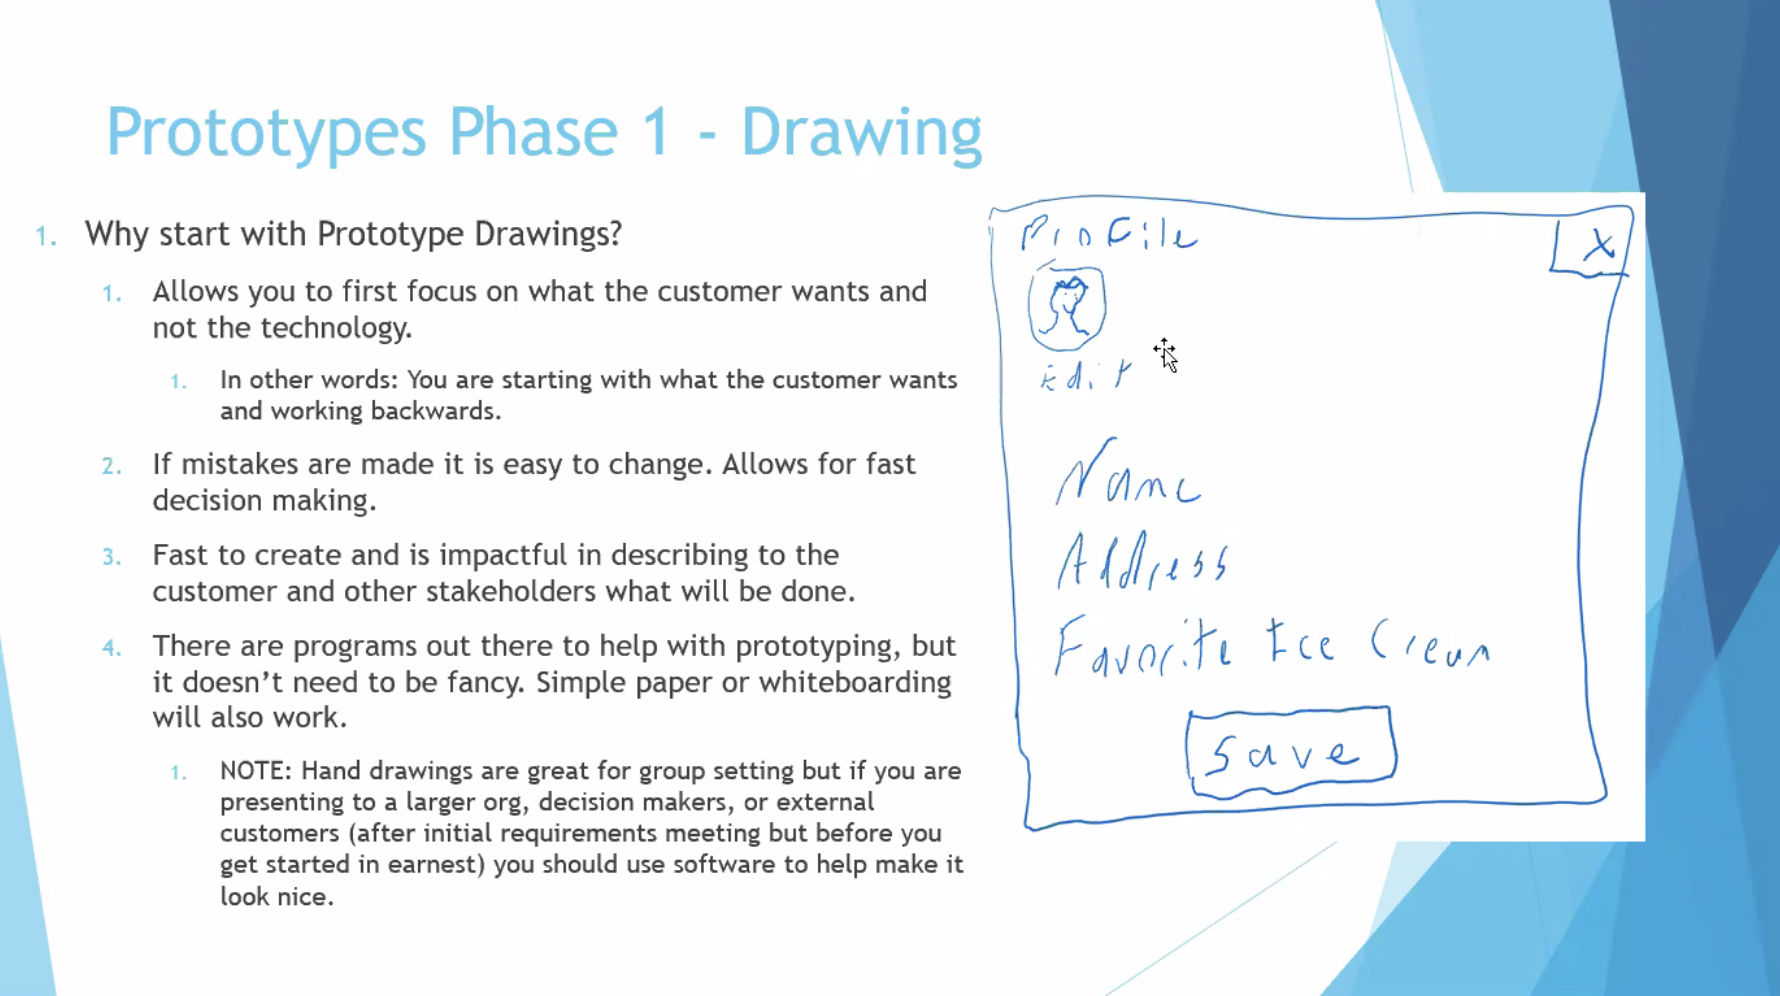 Prototypes Phase 1 - Drawing
1. Why start with Prototype Drawings?
1. Allows you to first focus on what the customer wants and
not the technology.
1. In other words: You are starting with what the customer wants
and working backwards.
2. If mistakes are made it is easy to change. Allows for fast
decision making.
3. Fast to create and is impactful in describing to the
customer and other stakeholders what will be done.
4. There are programs out there to help with prototyping, but
it doesn't need to be fancy. Simple paper or whiteboarding
will also work.
1. NOTE: Hand drawings are great for group setting but if you are
presenting to a larger org, decision makers, or external
customers (after initial requirements meeting but before you
get started in earnest) you should use software to help make it
look nice.
Profile
X
Edit
Name
Address
Favorite Ice Cream
Save